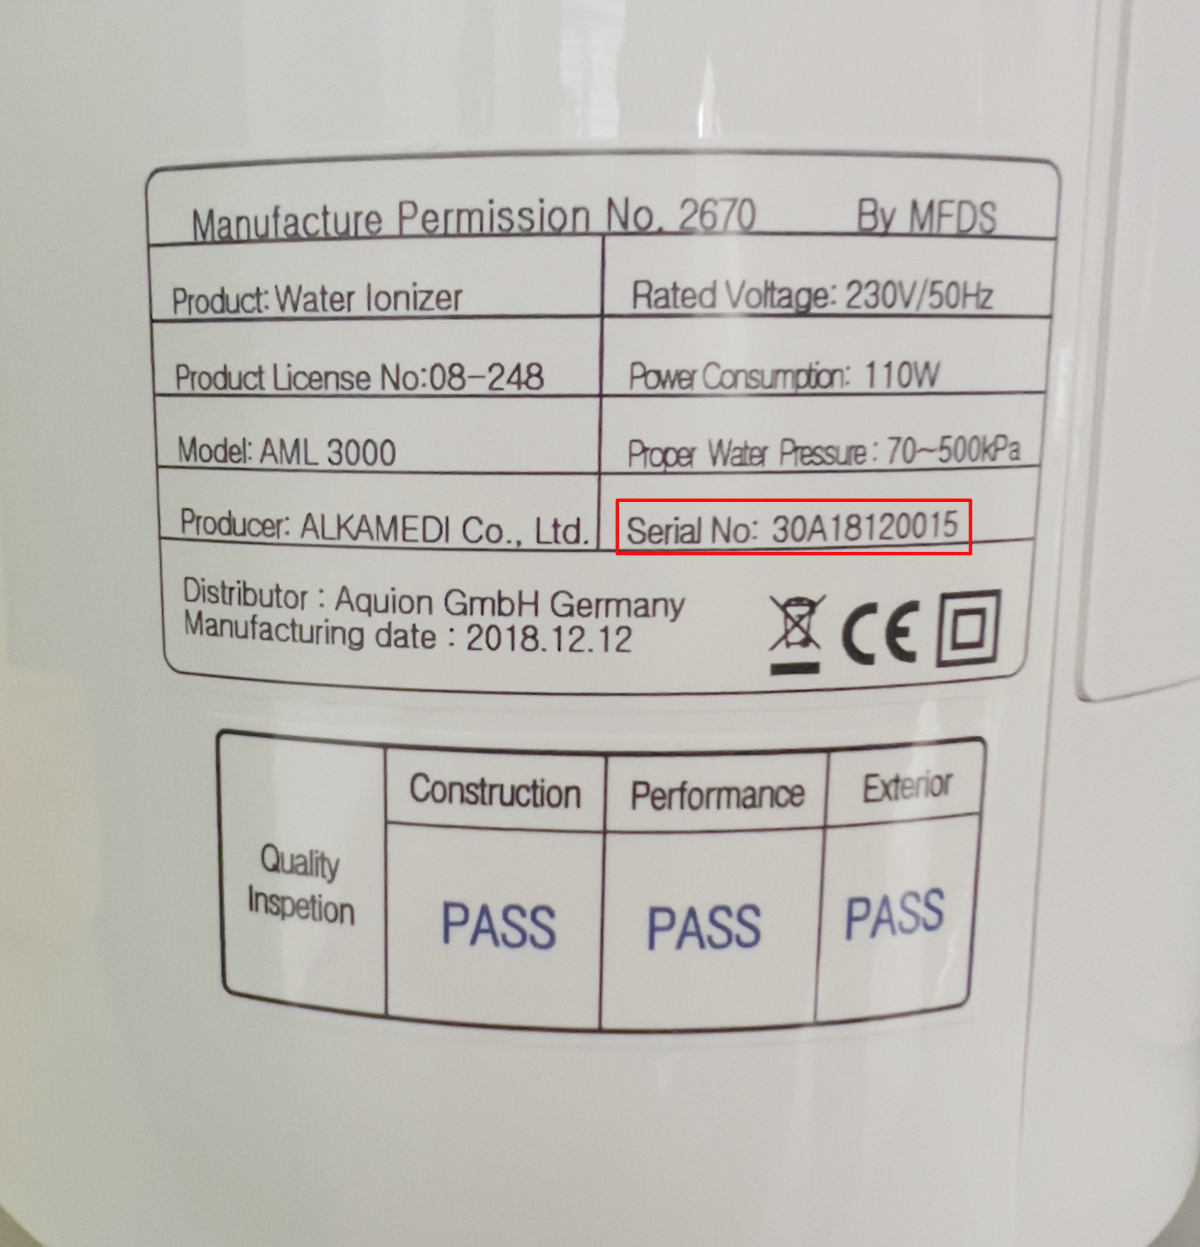 Manufacture Permission No. 2670 By MFDS
Product: Water Ionizer
Rated Voltage: 230V/50Hz
Product License No:08-248
Power Consumption: 110W
Model: AML 3000
Proper Water Pressure : 70~500kPa
Producer: ALKAMEDI Co., Ltd.
Serial No: 30A18120015
Distributor : Aquion GmbH Germany
Manufacturing date : 2018.12.12
CE
Construction
Performance
Exterior
Quality
Inspetion
PASS
PASS
PASS